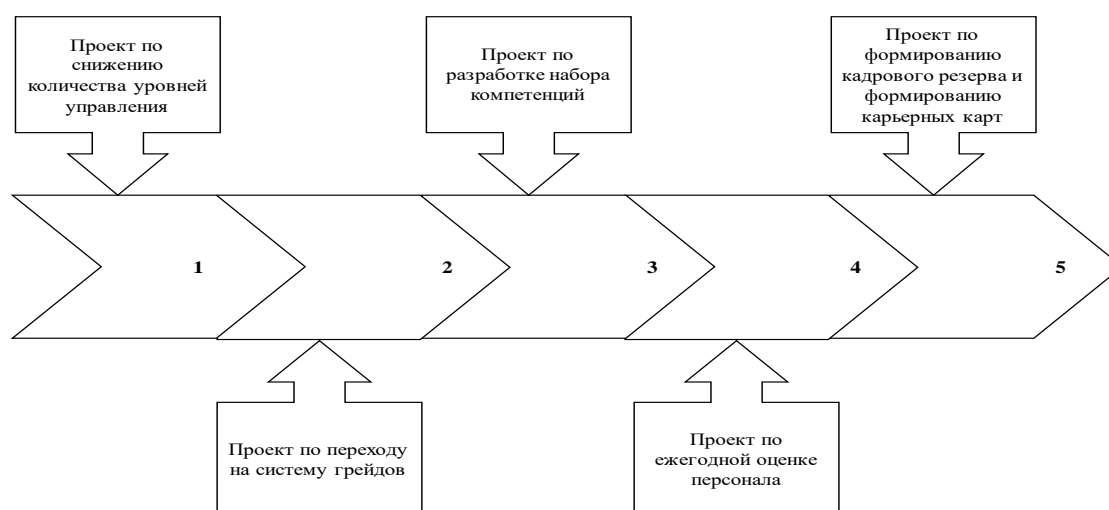 Проект по
снижению
количества уровней
управления
Проект по
разработке набора
компетенций
Проект по
формированию
кадрового резерва и
формированию
карьерных карт
1
2
3
4
5
Проект по переходу
на систему грейдов
Проект по
ежегодной оценке
персонала